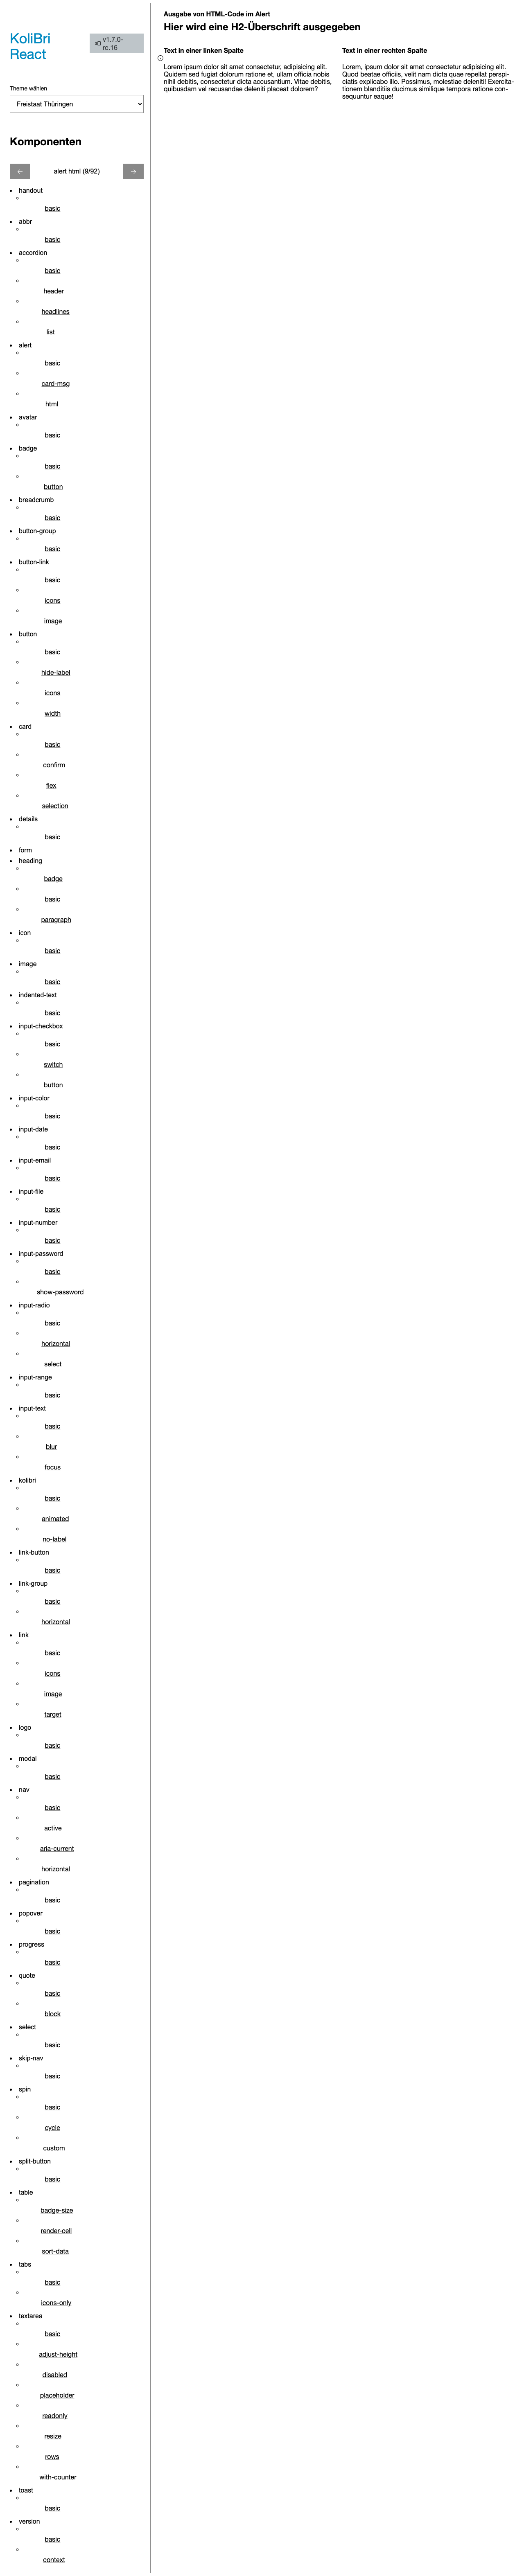 KoliBri
React
v1.7.0-
rc.16
Theme wählen
Freistaat Thüringen
Komponenten
alert html (9/92)
handout
basic
abbr
basic
accordion
basic
header
headlines
list
alert
basic
card-msg
html
avatar
basic
badge
basic
button
breadcrumb
basic
button-group
basic
button-link
basic
icons
image
button
basic
hide-label
icons
width
card
basic
confirm
flex
selection
details
basic
form
heading
badge
basic
paragraph
icon
basic
image
basic
indented-text
basic
input-checkbox
basic
switch
button
input-color
basic
input-date
basic
input-email
basic
input-file
basic
input-number
basic
input-password
basic
show-password
input-radio
basic
horizontal
select
input-range
basic
input-text
basic
blur
focus
kolibri
basic
animated
no-label
link-button
basic
link-group
basic
horizontal
link
basic
icons
image
target
logo
basic
modal
basic
nav
basic
active
aria-current
horizontal
pagination
basic
popover
basic
progress
basic
quote
basic
block
select
basic
skip-nav
basic
spin
basic
cycle
custom
split-button
basic
table
badge-size
render-cell
sort-data
tabs
basic
icons-only
textarea
basic
adjust-height
disabled
placeholder
readonly
resize
rows
with-counter
toast
basic
version
basic
context
Ausgabe von HTML-Code im Alert
Hier wird eine H2-Überschrift ausgegeben
Text in einer linken Spalte
Lorem ipsum dolor sit amet consectetur, adipisicing elit.
Quidem sed fugiat dolorum ratione et, ullam officia nobis
nihil debitis, consectetur dicta accusantium. Vitae debitis,
quibusdam vel recusandae deleniti placeat dolorem?
Text in einer rechten Spalte
Lorem, ipsum dolor sit amet consectetur adipisicing elit.
Quod beatae officiis, velit nam dicta quae repellat perspi-
ciatis explicabo illo. Possimus, molestiae deleniti! Exercita-
tionem blanditiis ducimus similique tempora ratione con-
sequuntur eaque!